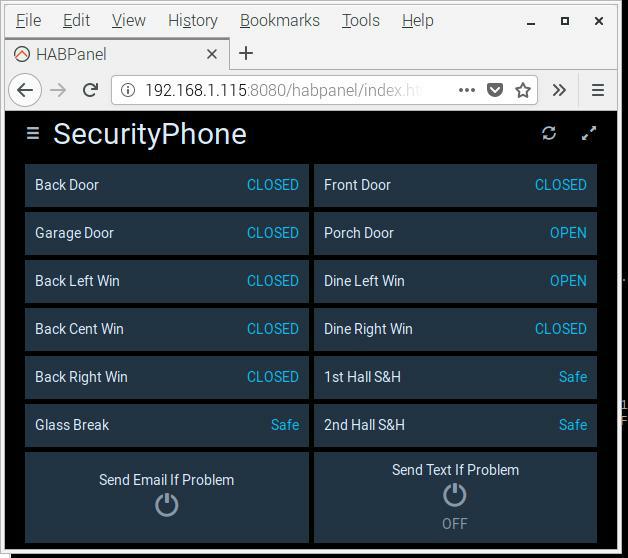 File Edit View History Bookmarks Tools Help
HABPanel
192.168.1.115:8080/habpanel/index.ht
SecurityPhone
Back Door CLOSED Front Door CLOSED
Garage Door CLOSED Porch Door OPEN
Back Left Win CLOSED Dine Left Win OPEN
Back Cent Win CLOSED Dine Right Win CLOSED
Back Right Win CLOSED 1st Hall S&H Safe
Glass Break Safe 2nd Hall S&H Safe
Send Email If Problem Send Text If Problem
OFF